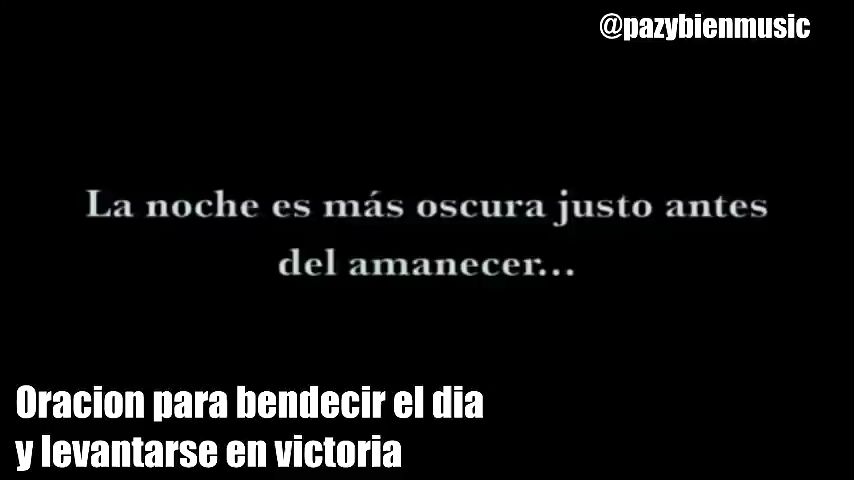 @pazybienmusic
La noche es más oscura justo antes
del amanecer...
Oracion para bendecir el dia
y levantarse en victoria